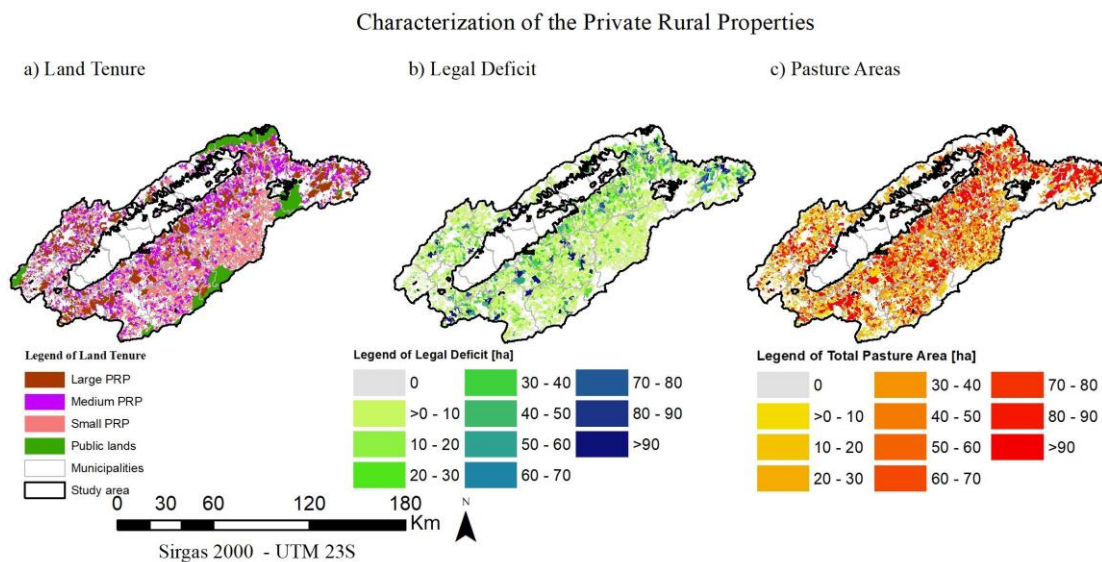 Characterization of the Private Rural Properties
a) Land Tenure
b) Legal Deficit
c) Pasture Areas
Legend of Land Tenure
Large PRP
Medium PRP
Small PRP
Public lands
Municipalities
Study area
Legend of Legal Deficit [ha]
0
>0 - 10
10 - 20
20 - 30
30 - 40
40 - 50
50 - 60
60 - 70
70 - 80
80 - 90
>90
Legend of Total Pasture Area [ha]
0
>0 - 10
10 - 20
20 - 30
30 - 40
40 - 50
50 - 60
60 - 70
70 - 80
80 - 90
>90
0 30 60 120 180
Km
N
Sirgas 2000 - UTM 23S